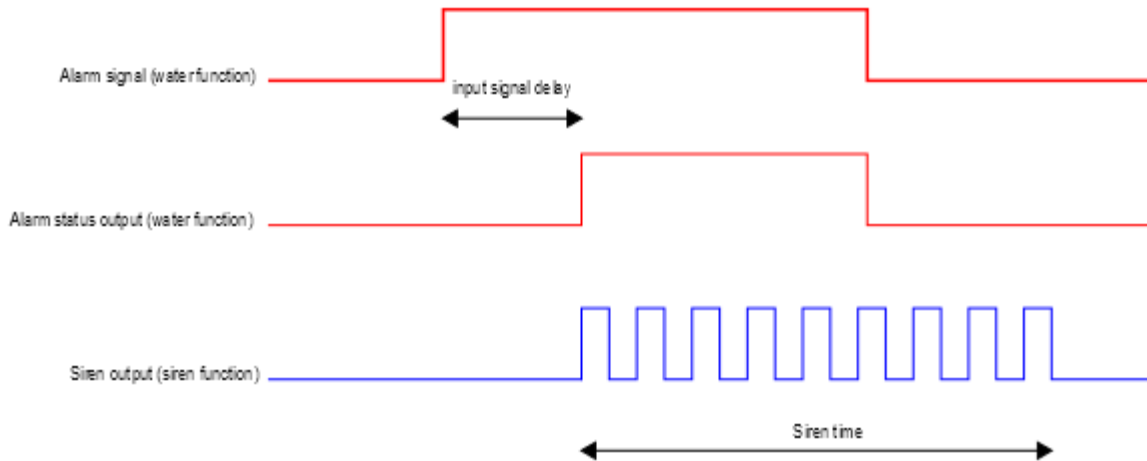 Alarm signal (water function)
input signal delay
Alarm status output (water function)
Siren output (siren function)
Siren time